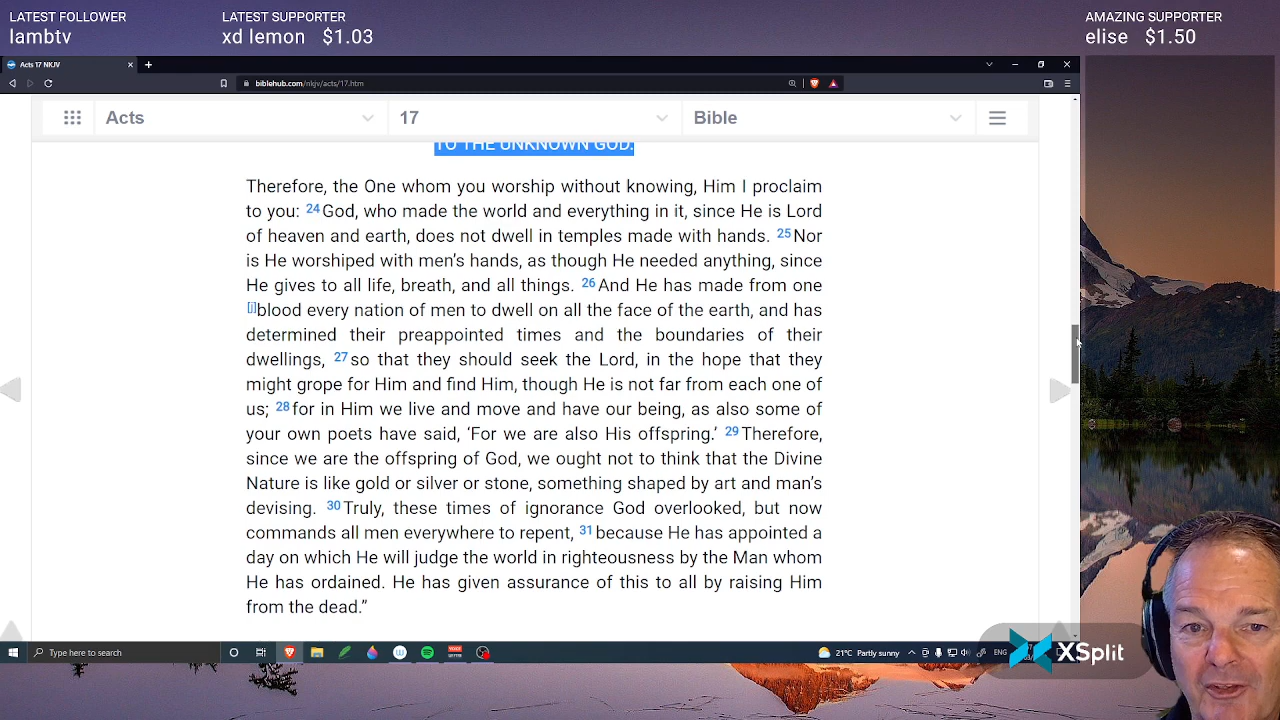 LATEST FOLLOWER
lambtv
LATEST SUPPORTER
xd lemon $1.03
AMAZING SUPPORTER
elise $1.50
Acts 17 NKJV
biblehub.com/nkjv/acts/17.htm
Acts
17
Bible
TO THE UNKNOWN GOD.
Therefore, the One whom you worship without knowing, Him I proclaim
to you: 24 God, who made the world and everything in it, since He is Lord
of heaven and earth, does not dwell in temples made with hands. 25 Nor
is He worshiped with men’s hands, as though He needed anything, since
He gives to all life, breath, and all things. 26 And He has made from one
[j]blood every nation of men to dwell on all the face of the earth, and has
determined their preappointed times and the boundaries of their
dwellings, 27 so that they should seek the Lord, in the hope that they
might grope for Him and find Him, though He is not far from each one of
us; 28 for in Him we live and move and have our being, as also some of
your own poets have said, ‘For we are also His offspring.’ 29 Therefore,
since we are the offspring of God, we ought not to think that the Divine
Nature is like gold or silver or stone, something shaped by art and man’s
devising. 30 Truly, these times of ignorance God overlooked, but now
commands all men everywhere to repent, 31 because He has appointed a
day on which He will judge the world in righteousness by the Man whom
He has ordained. He has given assurance of this to all by raising Him
from the dead.”
Type here to search
21°C Partly sunny
ENG
XSplit